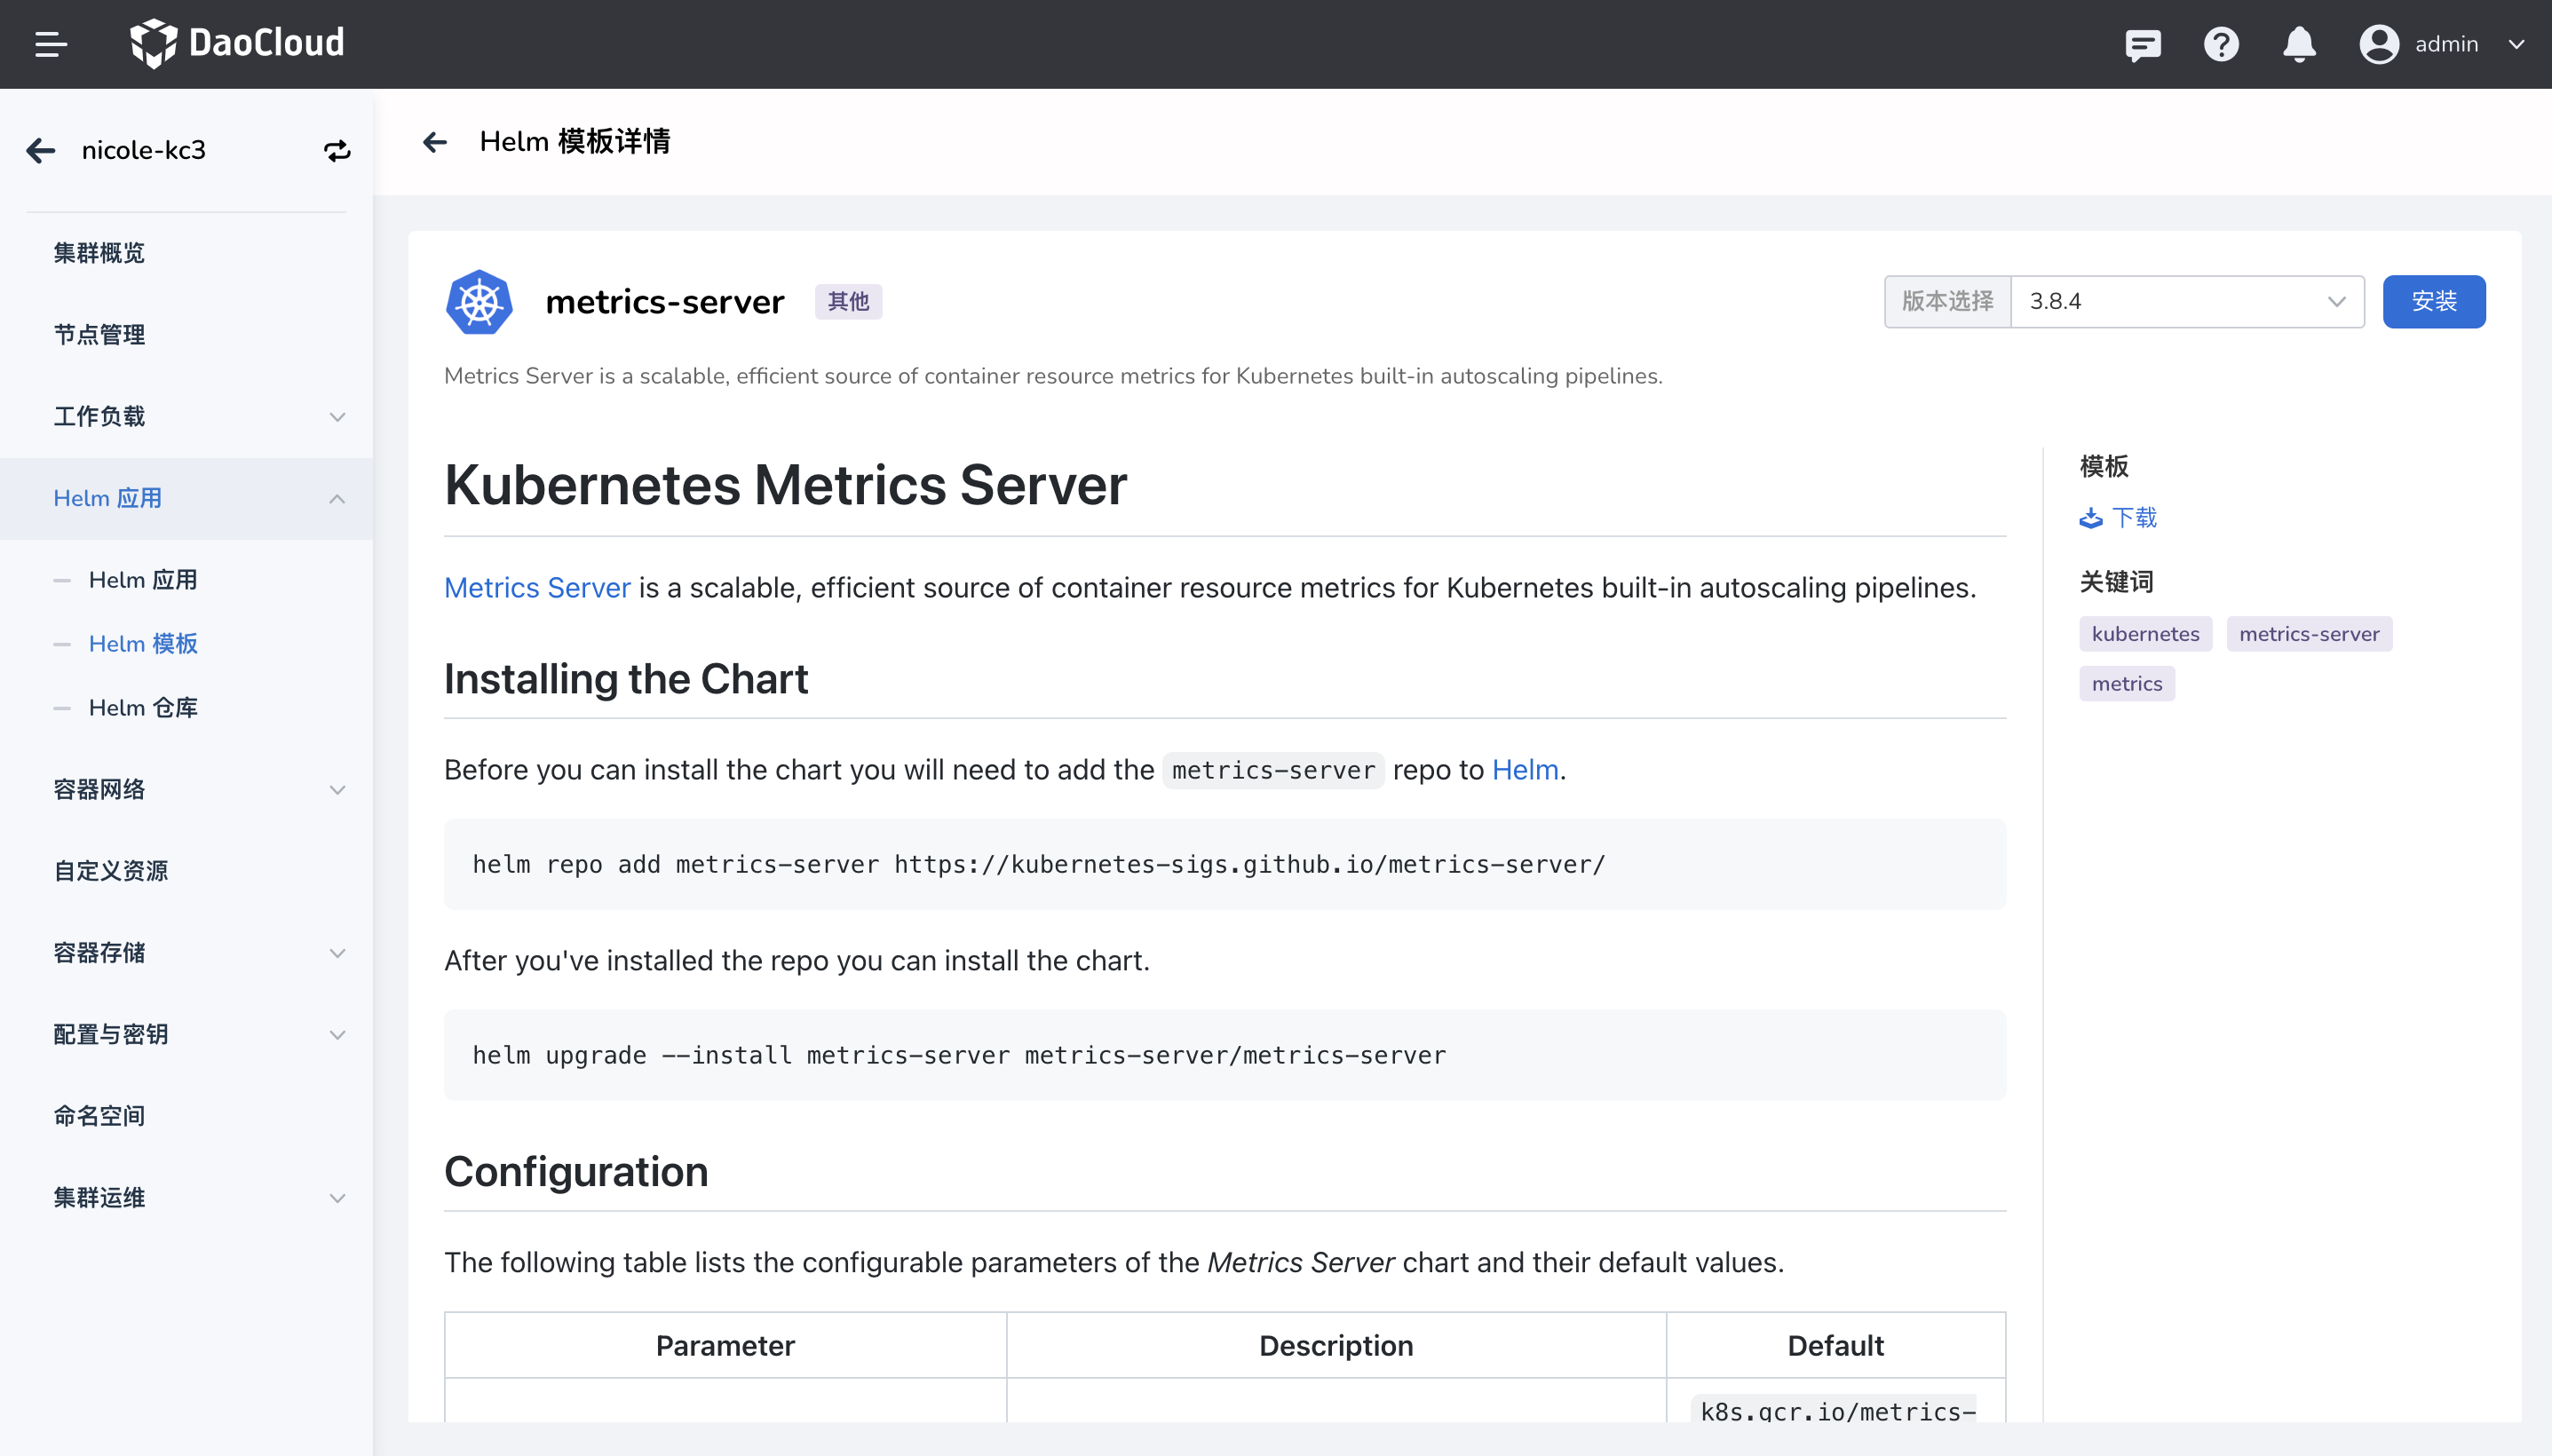 DaoCloud
admin
nicole-kc3
集群概览
节点管理
工作负载
Helm 应用
Helm 应用
Helm 模板
Helm 仓库
容器网络
自定义资源
容器存储
配置与密钥
命名空间
集群运维
Helm 模板详情
metrics-server
其他
版本选择
3.8.4
安装
Metrics Server is a scalable, efficient source of container resource metrics for Kubernetes built-in autoscaling pipelines.
Kubernetes Metrics Server
Metrics Server is a scalable, efficient source of container resource metrics for Kubernetes built-in autoscaling pipelines.
Installing the Chart
Before you can install the chart you will need to add the metrics-server repo to Helm.
helm repo add metrics-server https://kubernetes-sigs.github.io/metrics-server/
After you've installed the repo you can install the chart.
helm upgrade --install metrics-server metrics-server/metrics-server
Configuration
The following table lists the configurable parameters of the Metrics Server chart and their default values.
Parameter
Description
Default
k8s.gcr.io/metrics-
模板
下载
关键词
kubernetes
metrics-server
metrics